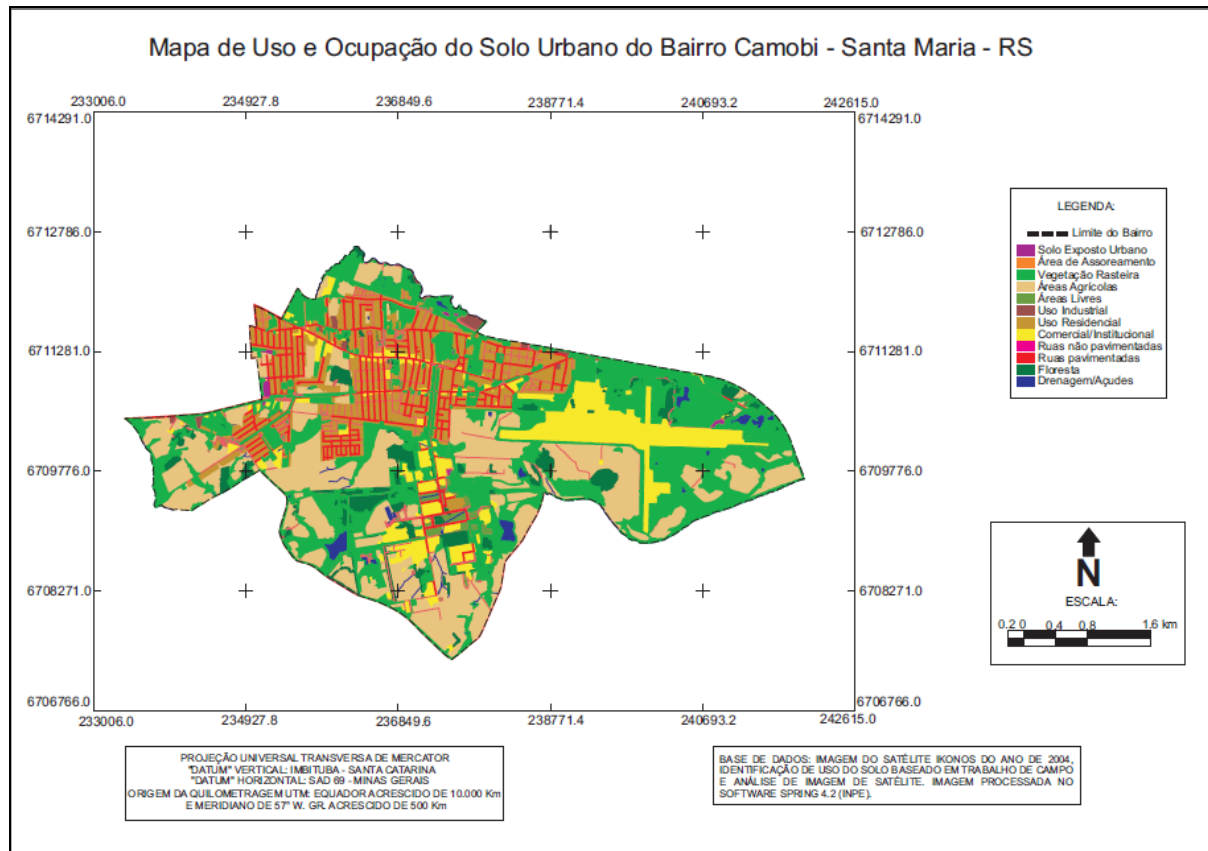 Mapa de Uso e Ocupação do Solo Urbano do Bairro Camobi - Santa Maria - RS
233006.0 234927.8 236849.6 238771.4 240693.2 242615.0
6714291.0 6714291.0
6712786.0 6712786.0
6711281.0 6711281.0
6709776.0 6709776.0
6708271.0 6708271.0
6706766.0 6706766.0
233006.0 234927.8 236849.6 238771.4 240693.2 242615.0
LEGENDA:
Limite do Bairro
Solo Exposto Urbano
Área de Assoreamento
Vegetação Rasteira
Áreas Agrícolas
Áreas Livres
Uso Industrial
Uso Residencial
Comercial/Institucional
Ruas não pavimentadas
Ruas pavimentadas
Floresta
Drenagem/Açudes
N
ESCALA:
0.2 0 0.4 0.8 1.6 km
PROJEÇÃO UNIVERSAL TRANSVERSA DE MERCATOR
"DATUM" VERTICAL: IMBITUBA - SANTA CATARINA
"DATUM" HORIZONTAL: SAD 69 - MINAS GERAIS
ORIGEM DA QUILOMETRAGEM UTM: EQUADOR ACRESCIDO DE 10.000 Km
E MERIDIANO DE 57° W. GR. ACRESCIDO DE 500 Km
BASE DE DADOS: IMAGEM DO SATÉLITE IKONOS DO ANO DE 2004,
IDENTIFICAÇÃO DE USO DO SOLO BASEADO EM TRABALHO DE CAMPO
E ANÁLISE DE IMAGEM DE SATÉLITE. IMAGEM PROCESSADA NO
SOFTWARE SPRING 4.2 (INPE).